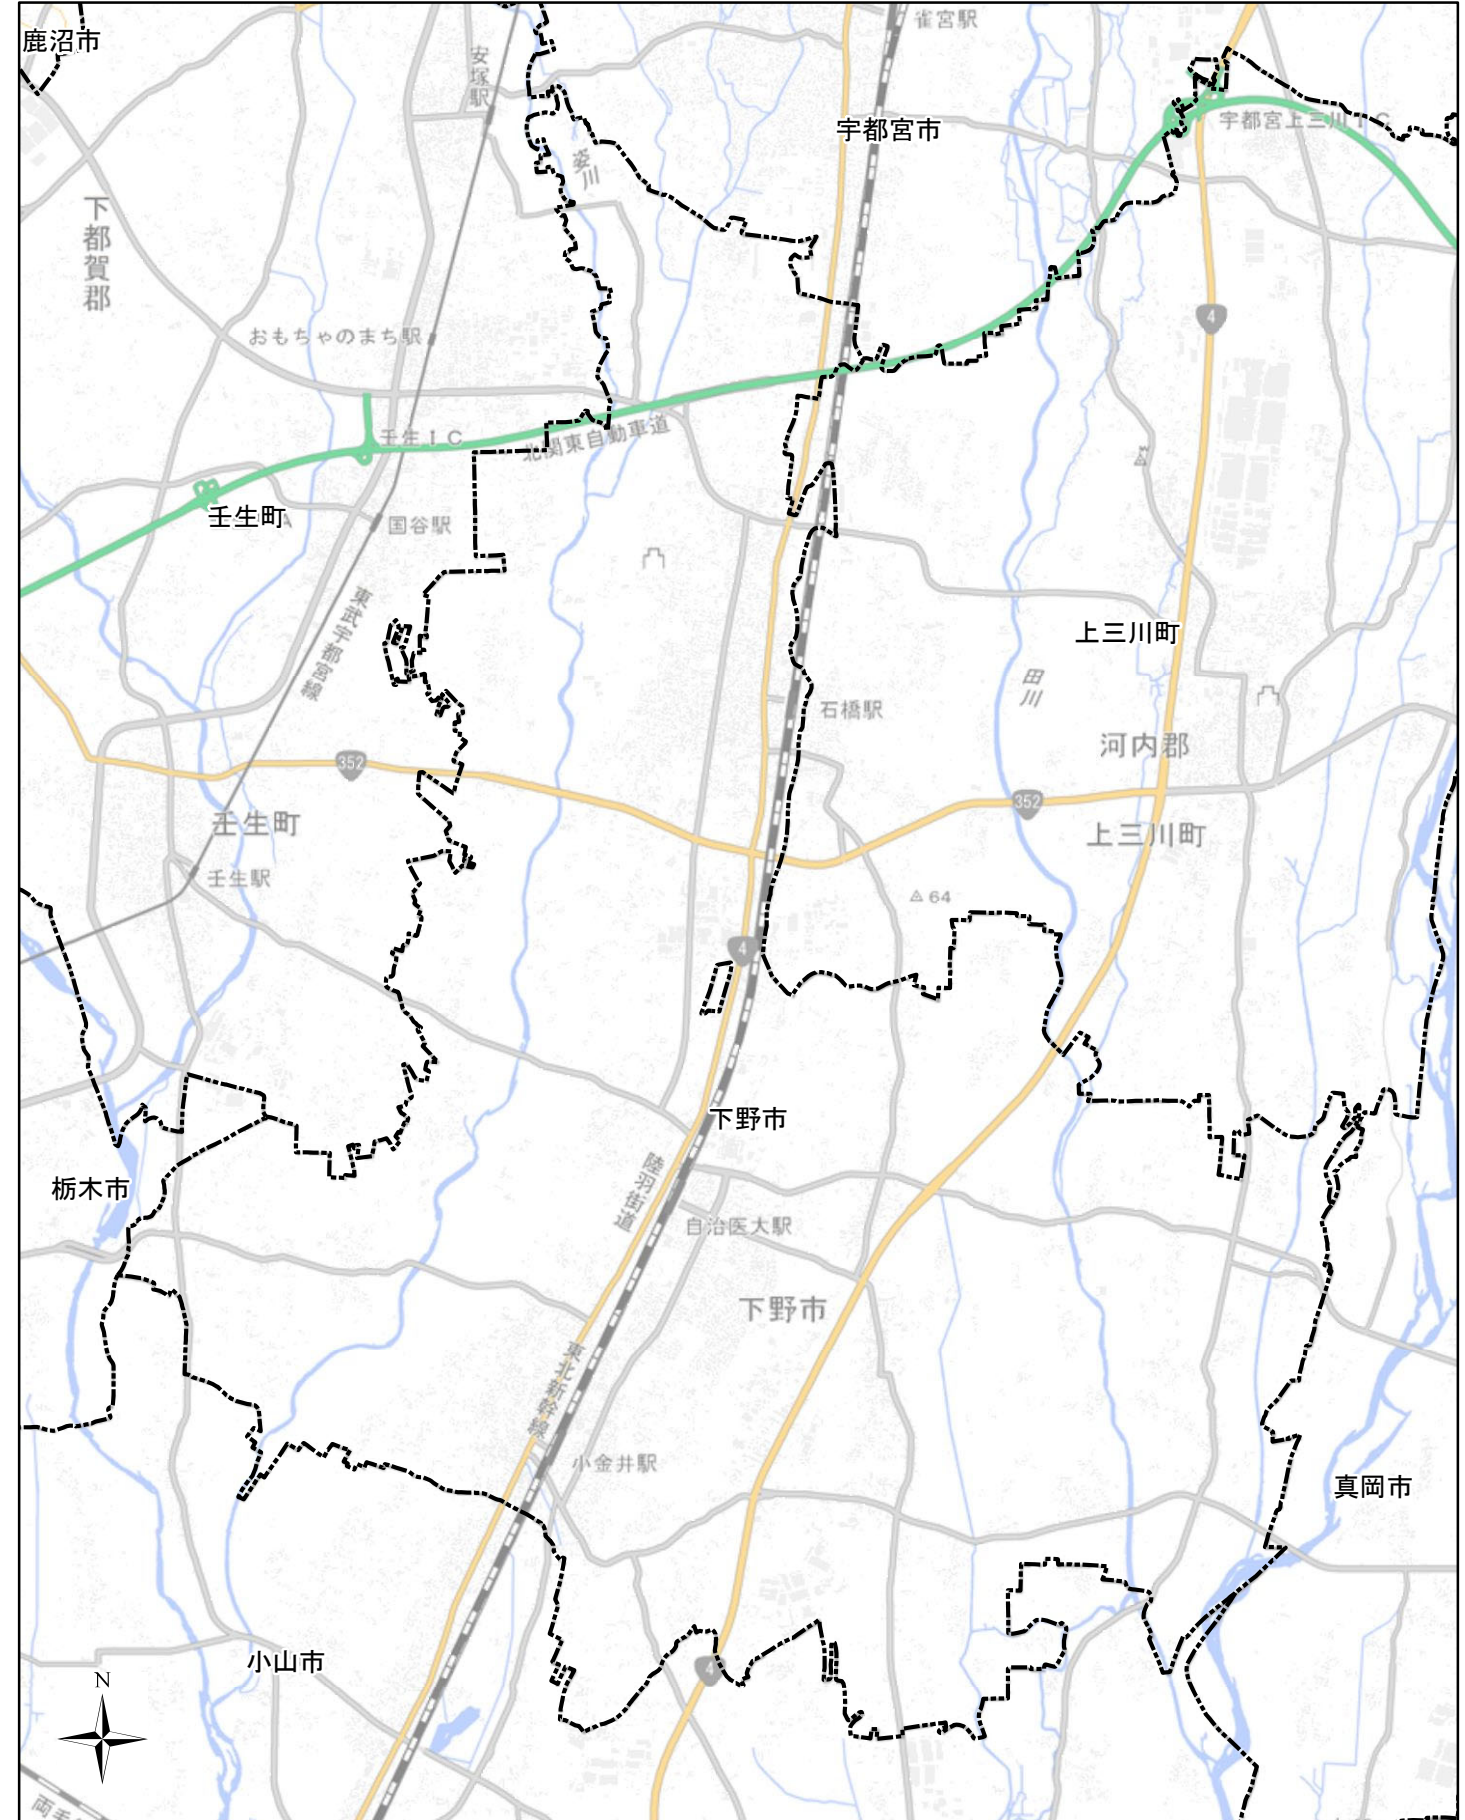 雀宮駅
鹿沼市
安塚駅
宇都宮市
宇都宮上三川IC
姿川
下都賀郡
4
おもちゃのまち駅
壬生IC
北関東自動車道
壬生町
国谷駅
東武宇都宮線
上三川町
田川
石橋駅
河内郡
352
352
壬生町
上三川町
壬生駅
64
4
下野市
陸羽街道
栃木市
自治医大駅
下野市
東北新幹線
小金井駅
真岡市
小山市
4
N
両毛